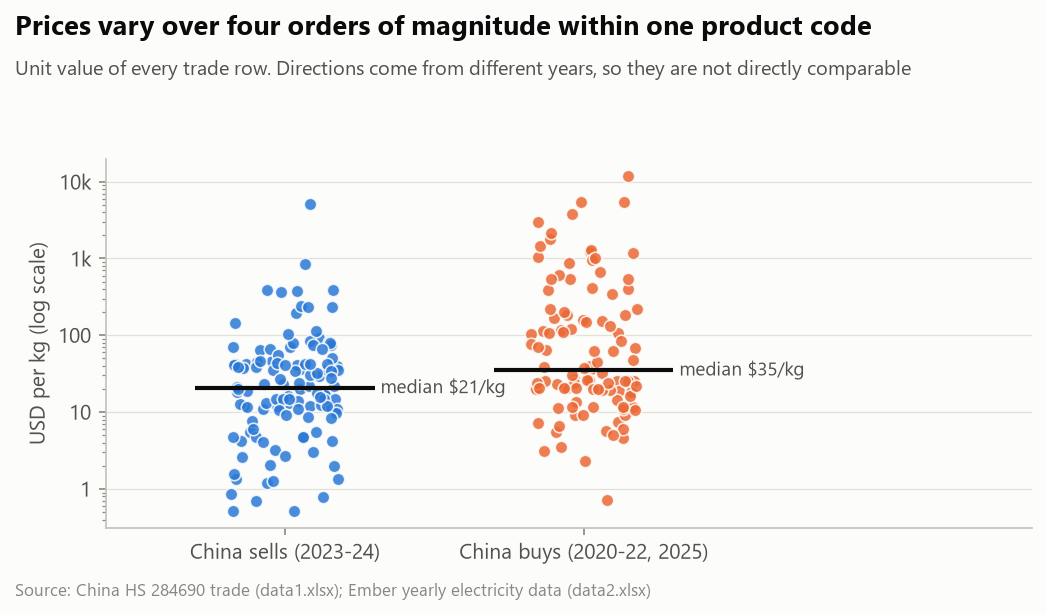 Prices vary over four orders of magnitude within one product code
Unit value of every trade row. Directions come from different years, so they are not directly comparable
USD per kg (log scale)
10k
1k
100
10
1
median $21/kg
median $35/kg
China sells (2023-24)
China buys (2020-22, 2025)
Source: China HS 284690 trade (data1.xlsx); Ember yearly electricity data (data2.xlsx)